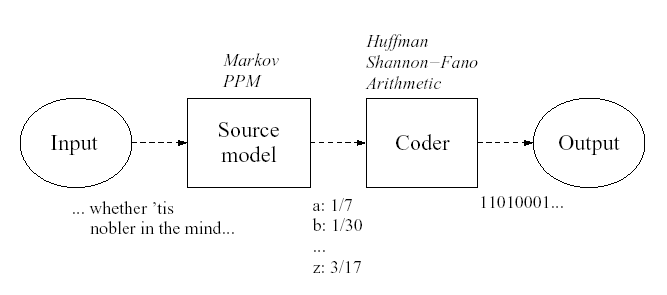 Markov
PPM
Huffman
Shannon−Fano
Arithmetic
Input
Source
model
Coder
Output
... whether ’tis
nobler in the mind...
a: 1/7
b: 1/30
...
z: 3/17
11010001...